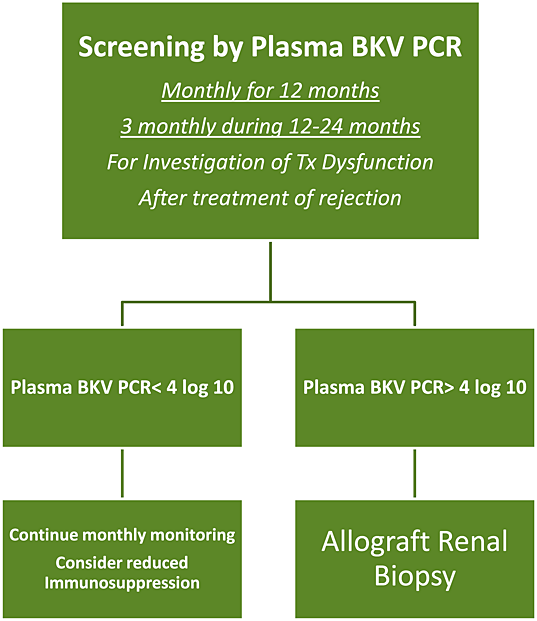 Screening by Plasma BKV PCR
Monthly for 12 months
3 monthly during 12-24 months
For Investigation of Tx Dysfunction
After treatment of rejection
Plasma BKV PCR< 4 log 10
Plasma BKV PCR> 4 log 10
Continue monthly monitoring
Consider reduced
Immunosuppression
Allograft Renal
Biopsy